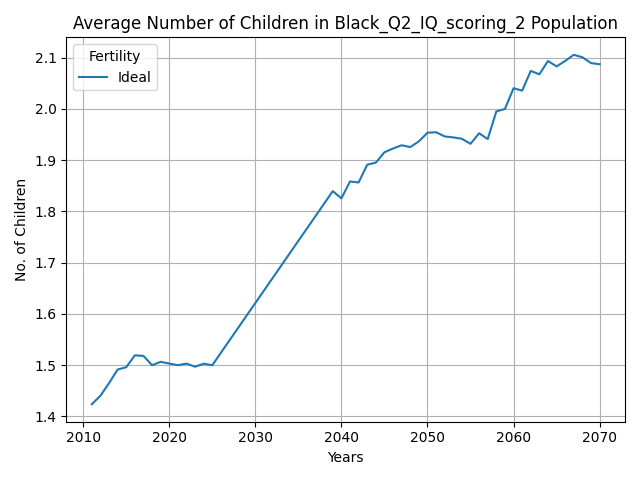 Average Number of Children in Black_Q2_IQ_scoring_2 Population
Fertility
Ideal
No. of Children
2.1
2.0
1.9
1.8
1.7
1.6
1.5
1.4
2010 2020 2030 2040 2050 2060 2070
Years